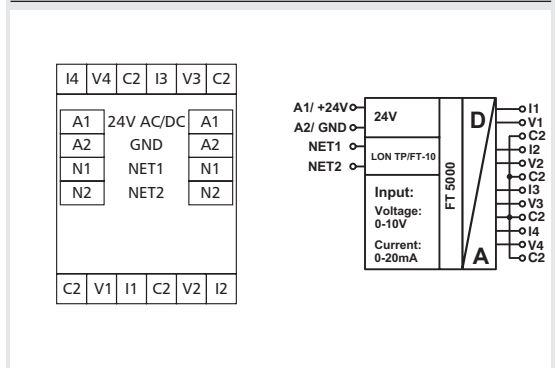 I4 V4 C2 I3 V3 C2
A1 24V AC/DC A1
A2 GND A2
N1 NET1 N1
N2 NET2 N2
C2 V1 I1 C2 V2 I2
A1/ +24V
A2/ GND
NET1
NET2
24V
LON TP/FT-10
Input:
Voltage:
0-10V
Current:
0-20mA
FT 5000
D
A
I1
V1
C2
I2
V2
C2
I3
V3
C2
I4
V4
C2